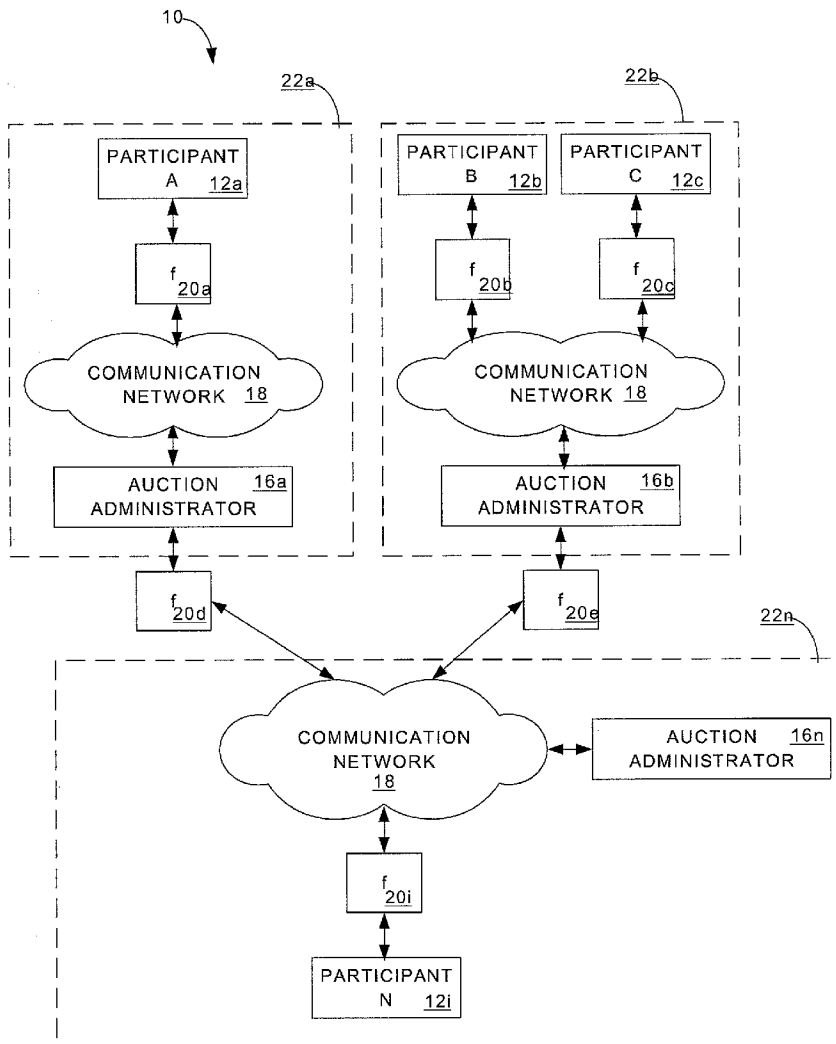 10
22a
22b
PARTICIPANT
A 12a
PARTICIPANT
B 12b
PARTICIPANT
C 12c
f 20a
f 20b
f 20c
COMMUNICATION
NETWORK 18
COMMUNICATION
NETWORK 18
AUCTION 16a
ADMINISTRATOR
AUCTION 16b
ADMINISTRATOR
f 20d
f 20e
22n
COMMUNICATION
NETWORK
18
AUCTION 16n
ADMINISTRATOR
f 20i
PARTICIPANT
N 12i